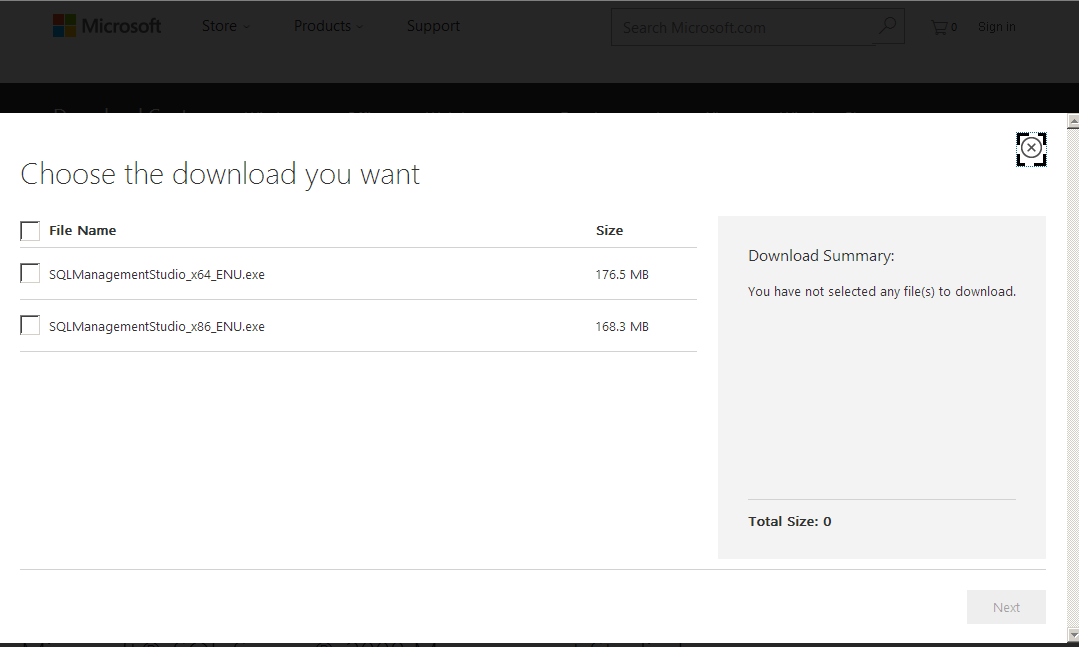 Microsoft Store Products Support Search Microsoft.com 0 Sign in
Choose the download you want
File Name Size
SQLManagementStudio_x64_ENU.exe 176.5 MB
SQLManagementStudio_x86_ENU.exe 168.3 MB
Download Summary:
You have not selected any file(s) to download.
Total Size: 0
Next